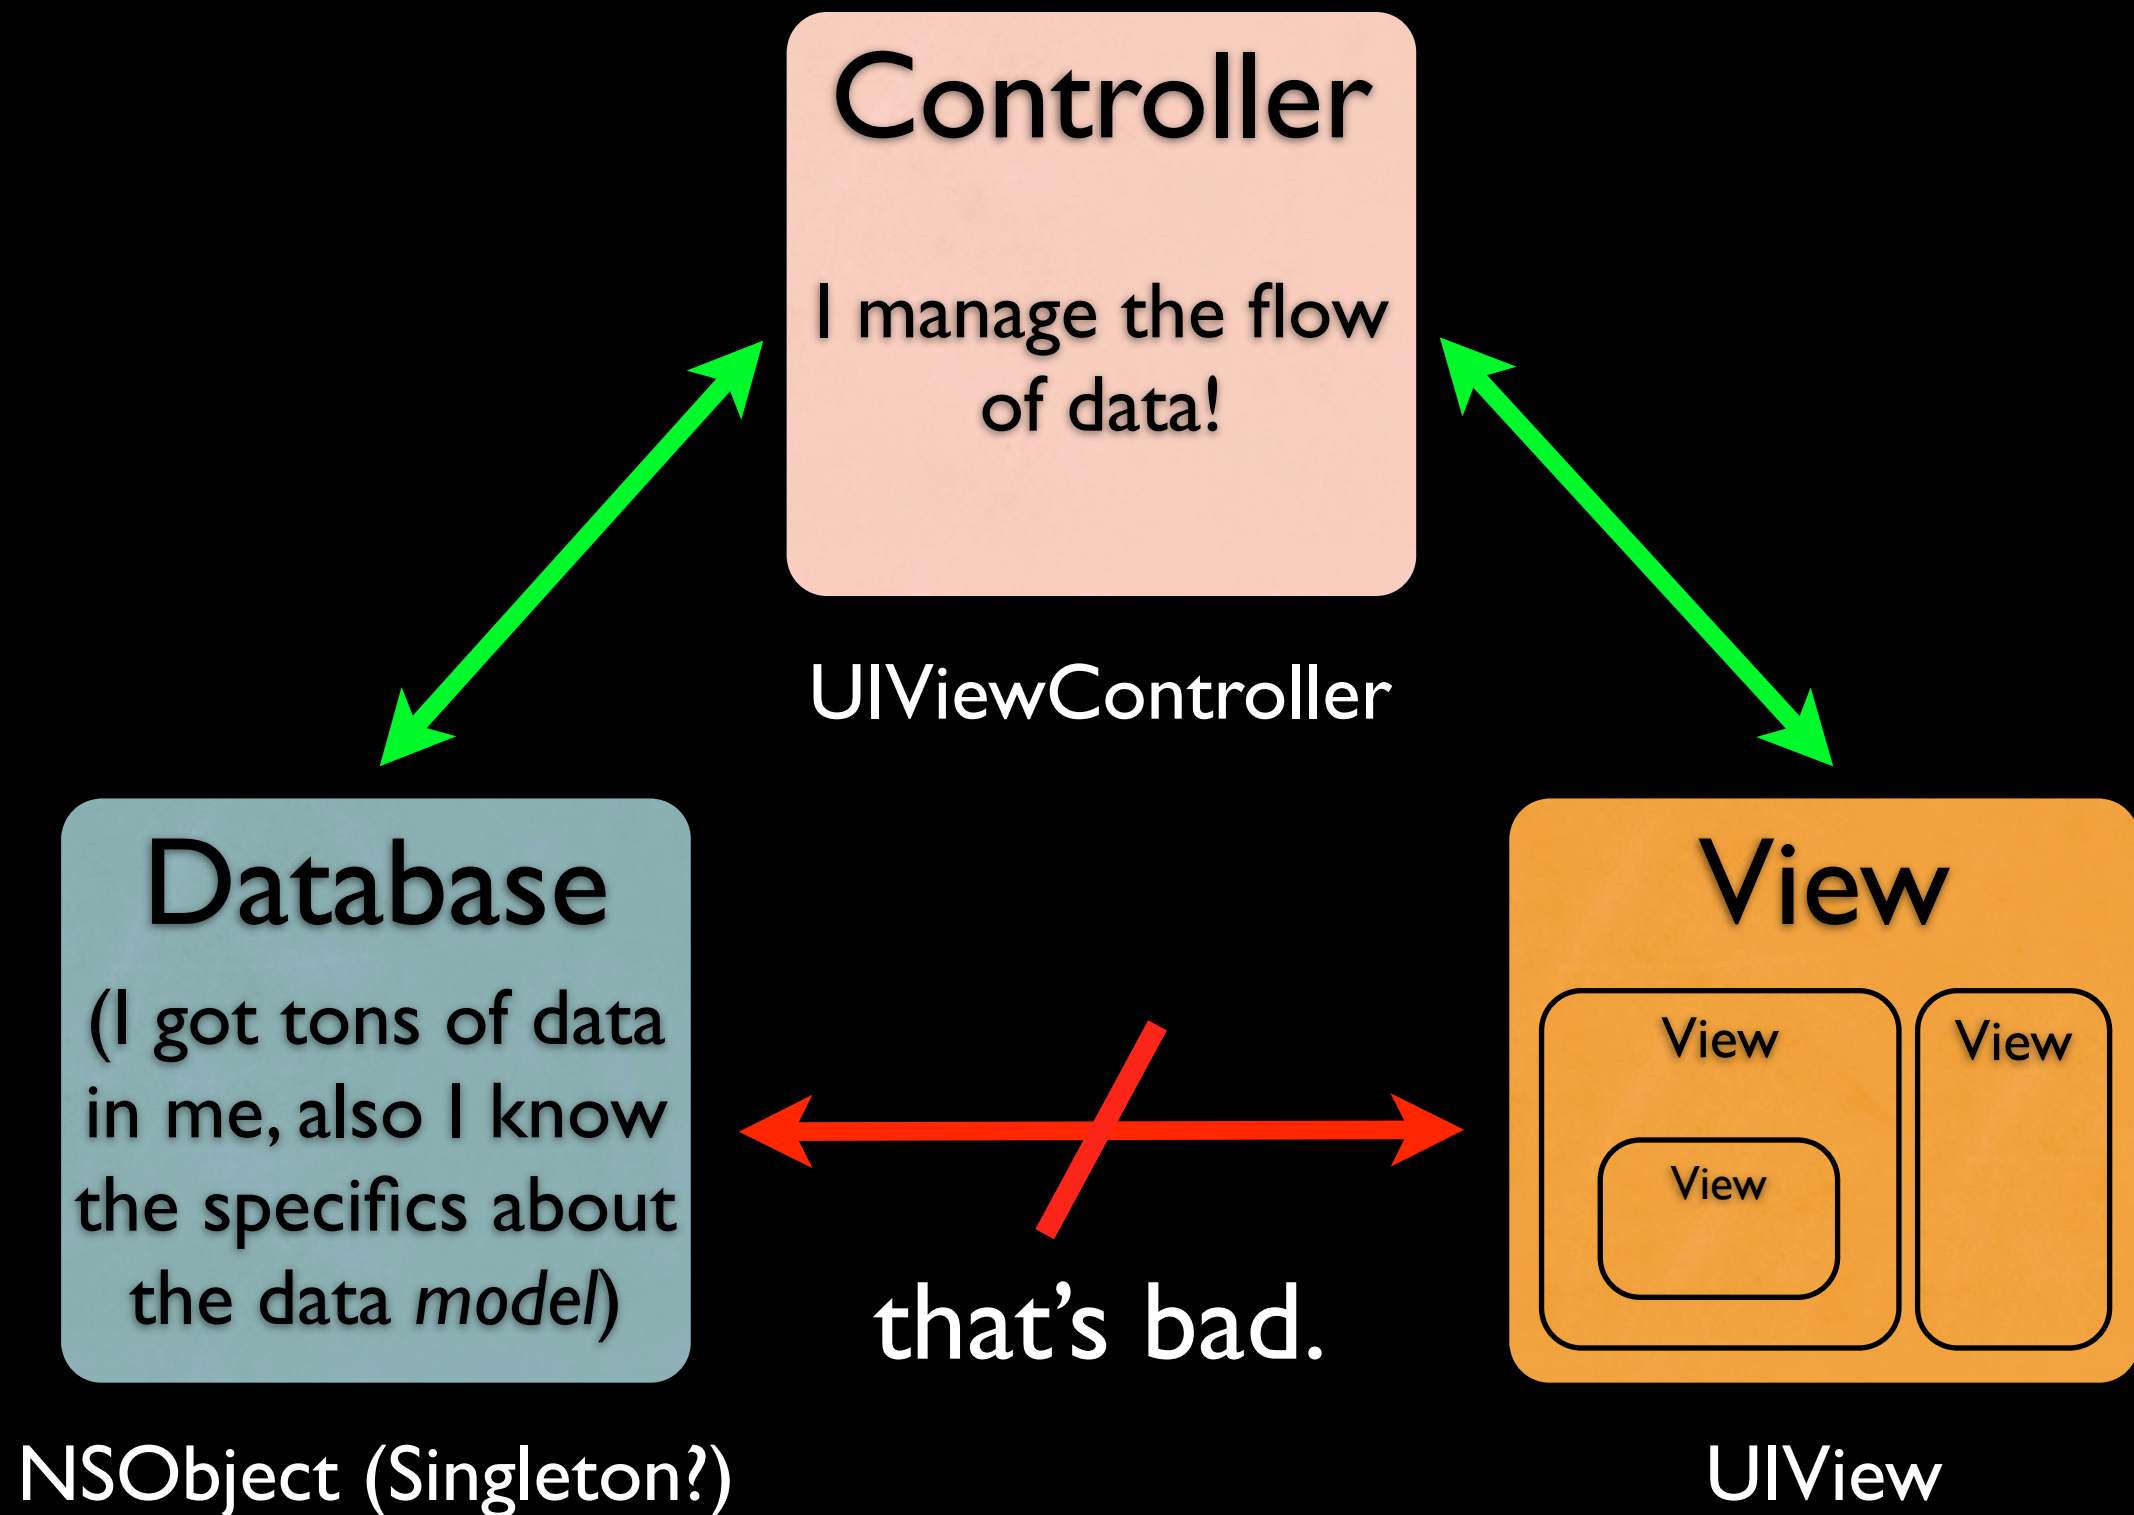 Controller
I manage the flow
of data!
UIViewController
Database
(I got tons of data
in me, also I know
the specifics about
the data model)
NSObject (Singleton?)
that’s bad.
View
View
View
View
UIView